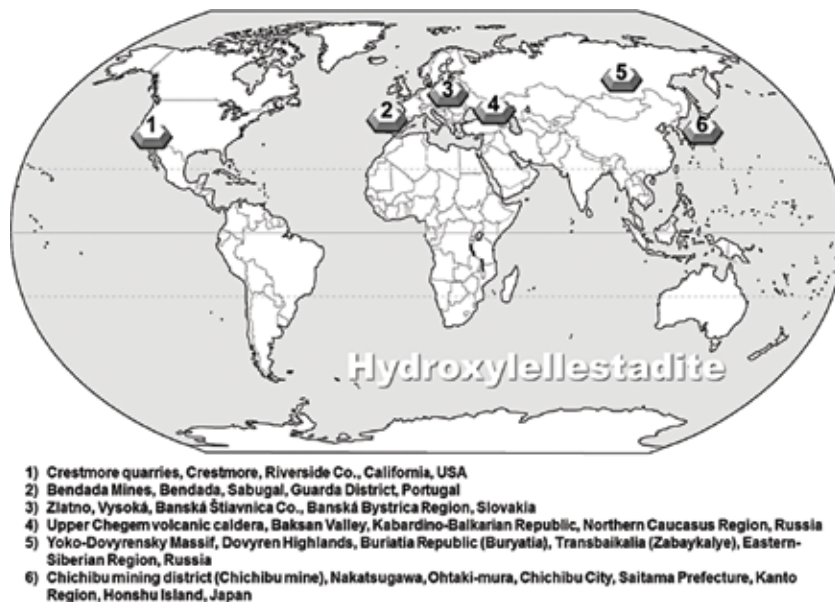 1
2
3
4
5
6
Hydroxylellestadite
1) Crestmore quarries, Crestmore, Riverside Co., California, USA
2) Bendada Mines, Bendada, Sabugal, Guarda District, Portugal
3) Zlatno, Vysoká, Banská Štiavnica Co., Banská Bystrica Region, Slovakia
4) Upper Chegem volcanic caldera, Baksan Valley, Kabardino-Balkarian Republic, Northern Caucasus Region, Russia
5) Yoko-Dovyrensky Massif, Dovyren Highlands, Buriatia Republic (Buryatia), Transbaikalia (Zabaykalye), Eastern-
Siberian Region, Russia
6) Chichibu mining district (Chichibu mine), Nakatsugawa, Ohtaki-mura, Chichibu City, Saitama Prefecture, Kanto
Region, Honshu Island, Japan